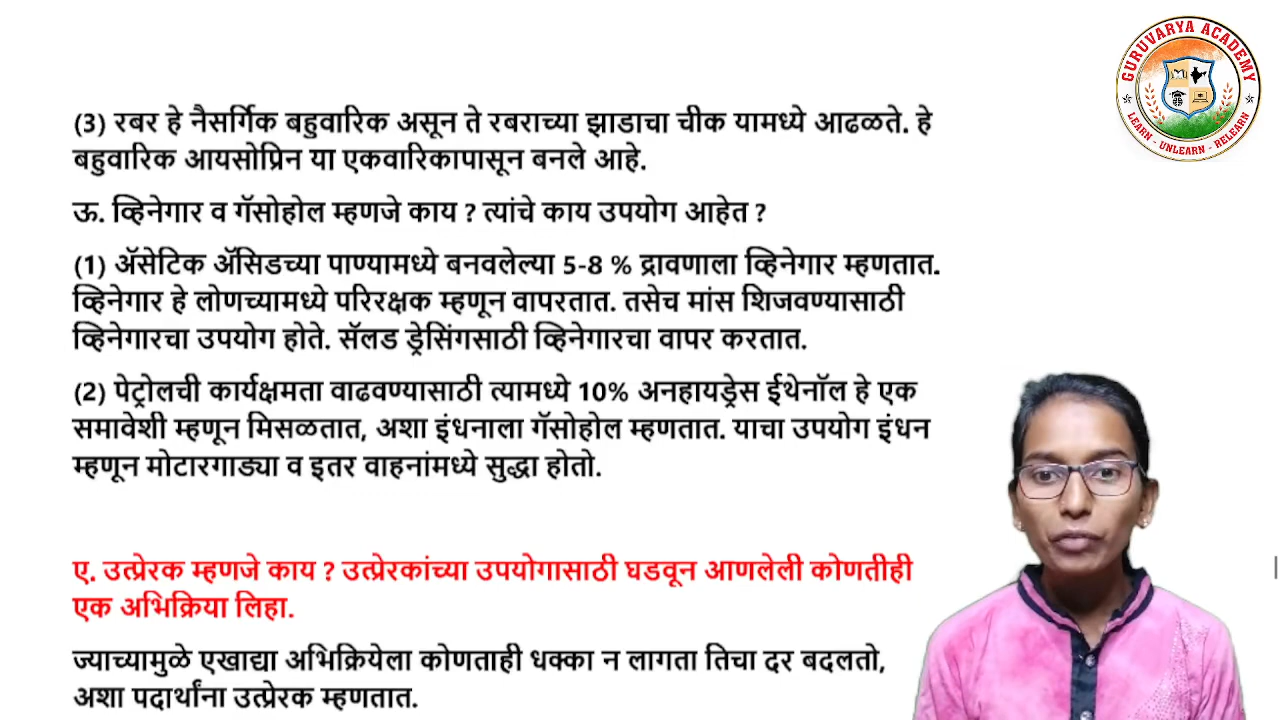 GURUVARYA ACADEMY
LEARN - UNLEARN - RELEARN
(3) रबर हे नैसर्गिक बहुवारिक असून ते रबराच्या झाडाचा चीक यामध्ये आढळते. हे
बहुवारिक आयसोप्रिन या एकवारिकापासून बनले आहे.
ऊ. व्हिनेगार व गॅसोहोल म्हणजे काय ? त्यांचे काय उपयोग आहेत ?
(1) ॲसेटिक ॲसिडच्या पाण्यामध्ये बनवलेल्या 5-8 % द्रावणाला व्हिनेगार म्हणतात.
व्हिनेगार हे लोणच्यामध्ये परिरक्षक म्हणून वापरतात. तसेच मांस शिजवण्यासाठी
व्हिनेगारचा उपयोग होते. सॅलड ड्रेसिंगसाठी व्हिनेगारचा वापर करतात.
(2) पेट्रोलची कार्यक्षमता वाढवण्यासाठी त्यामध्ये 10% अनहायड्रेस ईथेनॉल हे एक
समावेशी म्हणून मिसळतात, अशा इंधनाला गॅसोहोल म्हणतात. याचा उपयोग इंधन
म्हणून मोटारगाड्या व इतर वाहनांमध्ये सुद्धा होतो.
ए. उत्प्रेरक म्हणजे काय ? उत्प्रेरकांच्या उपयोगासाठी घडवून आणलेली कोणतीही
एक अभिक्रिया लिहा.
ज्याच्यामुळे एखाद्या अभिक्रियेला कोणताही धक्का न लागता तिचा दर बदलतो,
अशा पदार्थांना उत्प्रेरक म्हणतात.